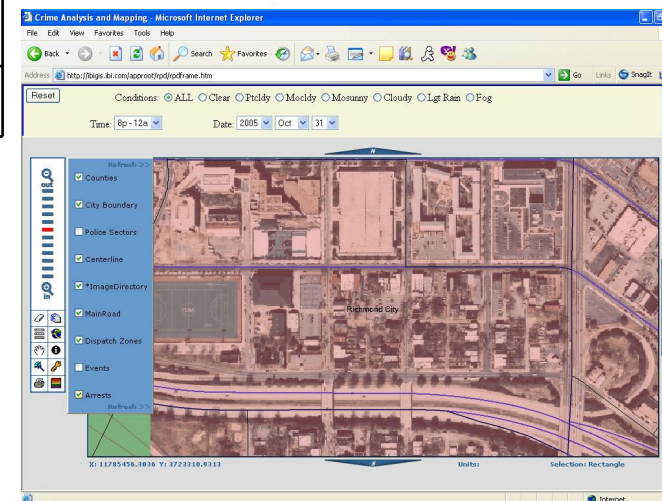 Crime Analysis and Mapping - Microsoft Internet Explorer
File Edit View Favorites Tools Help
Back Search Favorites
Address http://ibigis.ibi.com/approot/rpd/rpdframe.htm Go Links SnagIt
Reset Conditions: ALL Clear Ptcldy Mocldy Mosunny Cloudy Lgt Rain Fog
Time: 8p-12a Date: 2005 Oct 31
N
Refresh >>
out
Counties
City Boundary
Police Sectors
Centerline
*ImageDirectory
in
MainRoad
Richmond City
Dispatch Zones
Events
Arrests
Refresh >>
X: 11785456.3036 Y: 3723310.9313 S Units: Selection: Rectangle
Internet